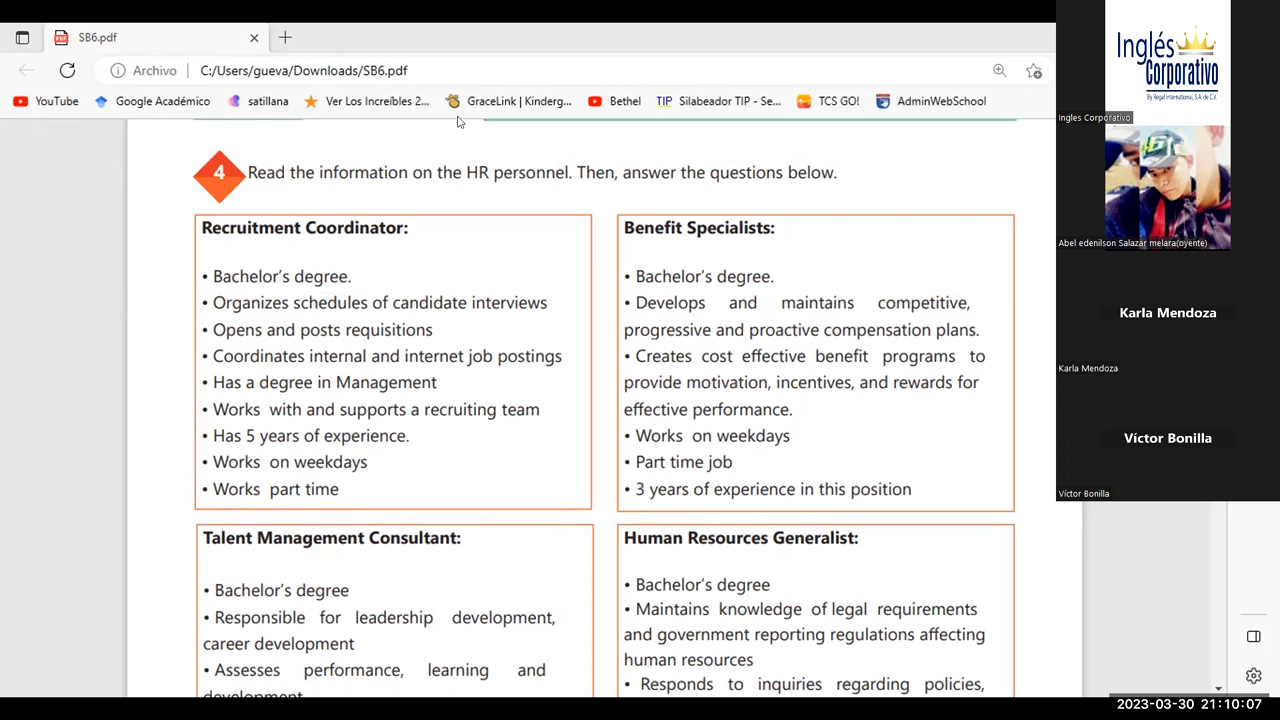 SB6.pdf
Archivo
C:/Users/gueva/Downloads/SB6.pdf
YouTube
Google Académico
satillana
Ver Los Increíbles 2...
GraceLink | Kinderg...
Bethel
TIP
Silabeador TIP - Se...
TCS GO!
AdminWebSchool
4
Read the information on the HR personnel. Then, answer the questions below.
Recruitment Coordinator:
• Bachelor's degree.
• Organizes schedules of candidate interviews
• Opens and posts requisitions
• Coordinates internal and internet job postings
• Has a degree in Management
• Works with and supports a recruiting team
• Has 5 years of experience.
• Works on weekdays
• Works part time
Benefit Specialists:
• Bachelor's degree.
• Develops and maintains competitive,
progressive and proactive compensation plans.
• Creates cost effective benefit programs to
provide motivation, incentives, and rewards for
effective performance.
• Works on weekdays
• Part time job
• 3 years of experience in this position
Talent Management Consultant:
• Bachelor's degree
• Responsible for leadership development,
career development
• Assesses performance, learning and
development
Human Resources Generalist:
• Bachelor's degree
• Maintains knowledge of legal requirements
and government reporting regulations affecting
human resources
• Responds to inquiries regarding policies,
Inglés
Corporativo
By Regal International, S.A. de C.V.
Ingles Corporativo
Abel edenilson Salazar melara(oyente)
Karla Mendoza
Karla Mendoza
Víctor Bonilla
Víctor Bonilla
2023-03-30 21:10:07